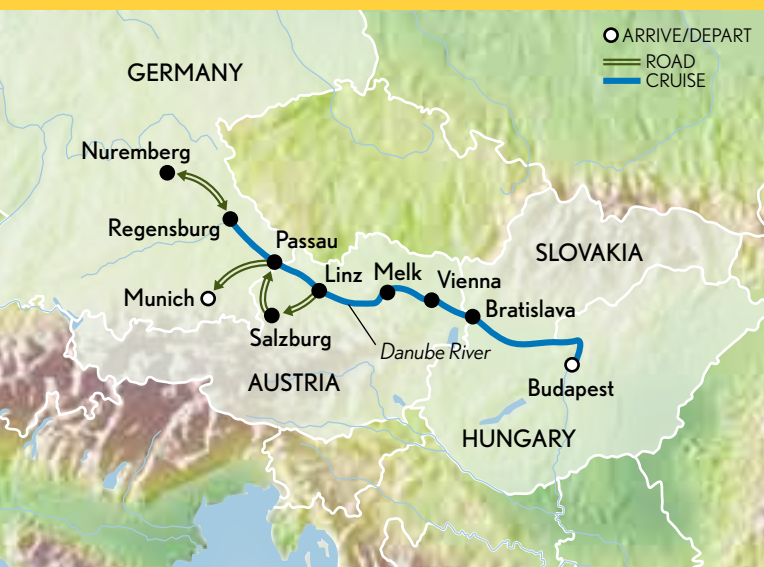 ARRIVE/DEPART
ROAD
CRUISE
GERMANY
Nuremberg
Regensburg
Passau
SLOVAKIA
Linz
Melk
Vienna
Munich
Bratislava
Salzburg
Danube River
AUSTRIA
Budapest
HUNGARY